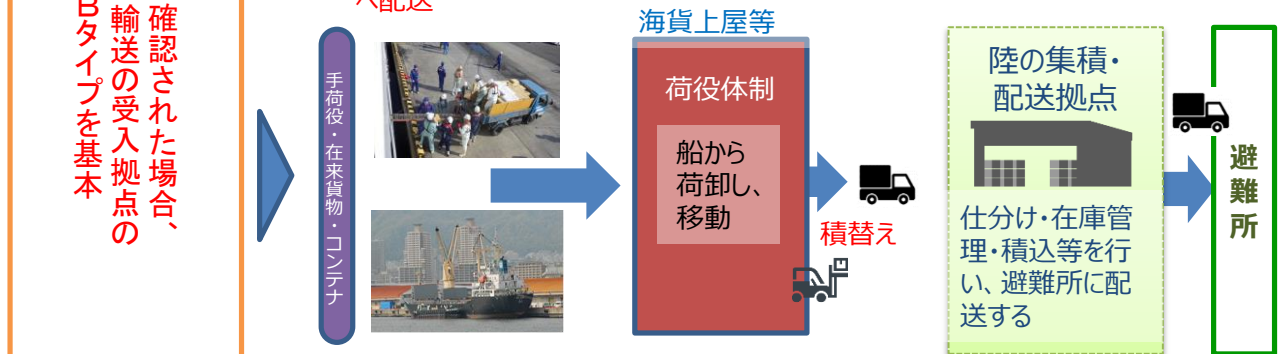 確認された場合、
輸送の受入拠点の
Bタイプを基本
へ配送
手荷役・在来貨物・コンテナ
海貨上屋等
荷役体制
船から
荷卸し、
移動
積替え
陸の集積・
配送拠点
仕分け・在庫管
理・積込等を行
い、避難所に配
送する
避難所